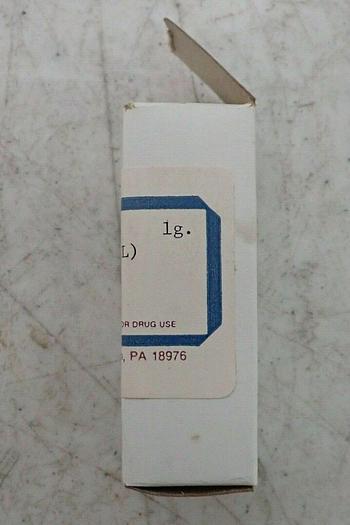 1g.
L)
OR DRUG USE
, PA 18976